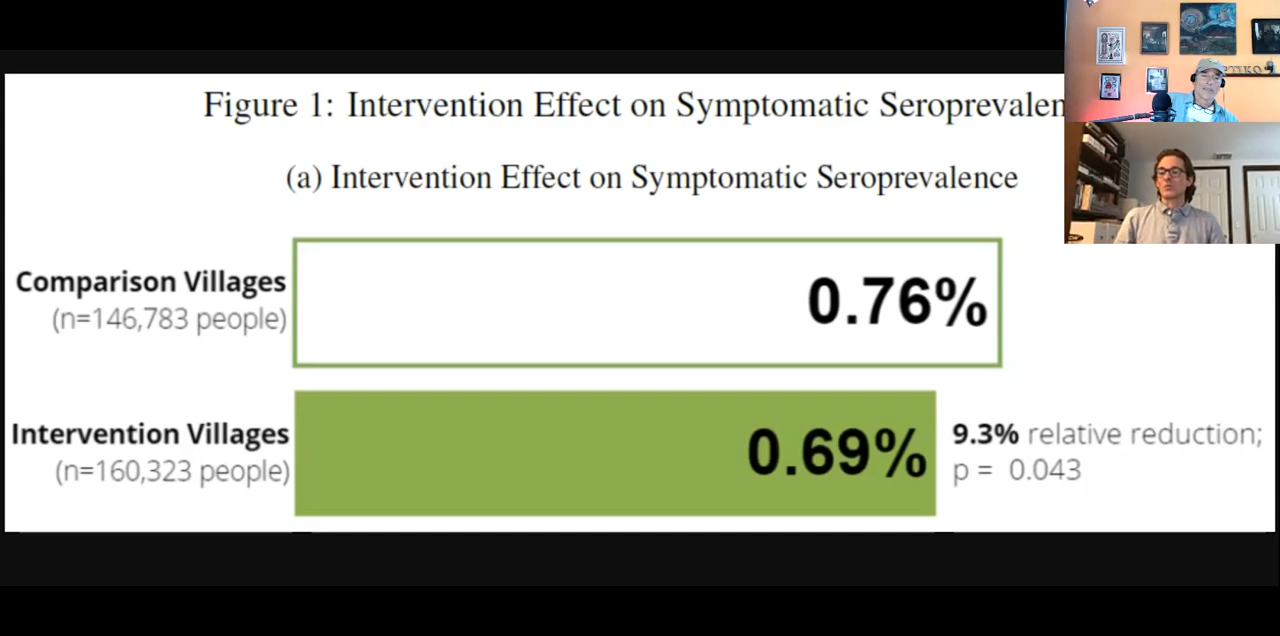 Figure 1: Intervention Effect on Symptomatic Seroprevalen
(a) Intervention Effect on Symptomatic Seroprevalence
Comparison Villages
(n=146,783 people)
0.76%
Intervention Villages
(n=160,323 people)
0.69%
9.3% relative reduction;
p = 0.043